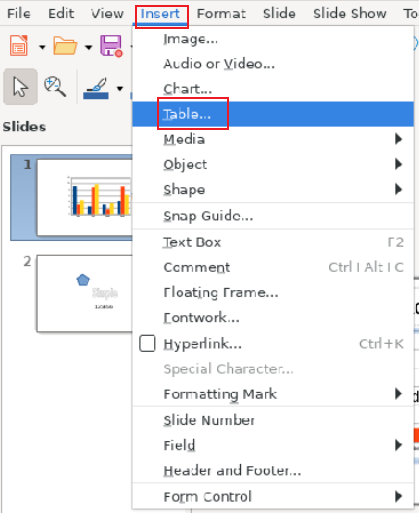 File Edit View Insert Format Slide Slide Show To
Image...
Audio or Video...
Chart...
Table...
Slides
Media
Object
1
Shape
Snap Guide...
Text Box F2
2
Comment Ctrl+Alt+C
Floating Frame...
Fontwork...
Hyperlink... Ctrl+K
Special Character...
Formatting Mark
Slide Number
Field
Header and Footer...
Form Control